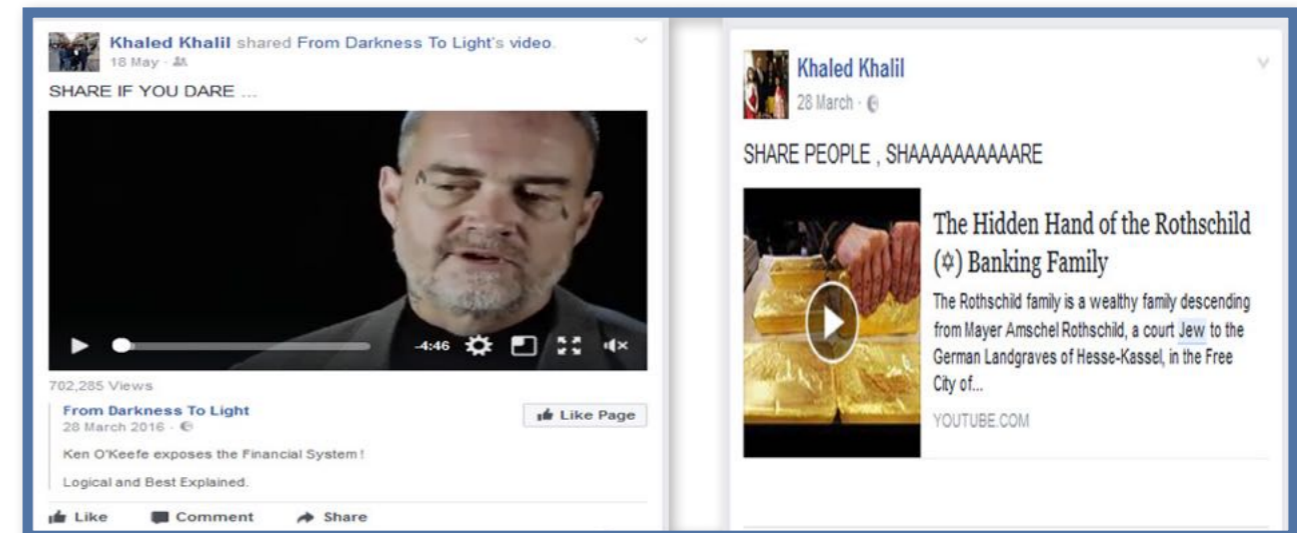 Khaled Khalil shared From Darkness To Light's video.
18 May
SHARE IF YOU DARE ...
-4:46
702,285 Views
From Darkness To Light
28 March 2016
Like Page
Ken O'Keefe exposes the Financial System!
Logical and Best Explained.
Like Comment Share
Khaled Khalil
28 March
SHARE PEOPLE , SHAAAAAAAAAARE
The Hidden Hand of the Rothschild
(✡) Banking Family
The Rothschild family is a wealthy family descending
from Mayer Amschel Rothschild, a court Jew to the
German Landgraves of Hesse-Kassel, in the Free
City of...
YOUTUBE.COM